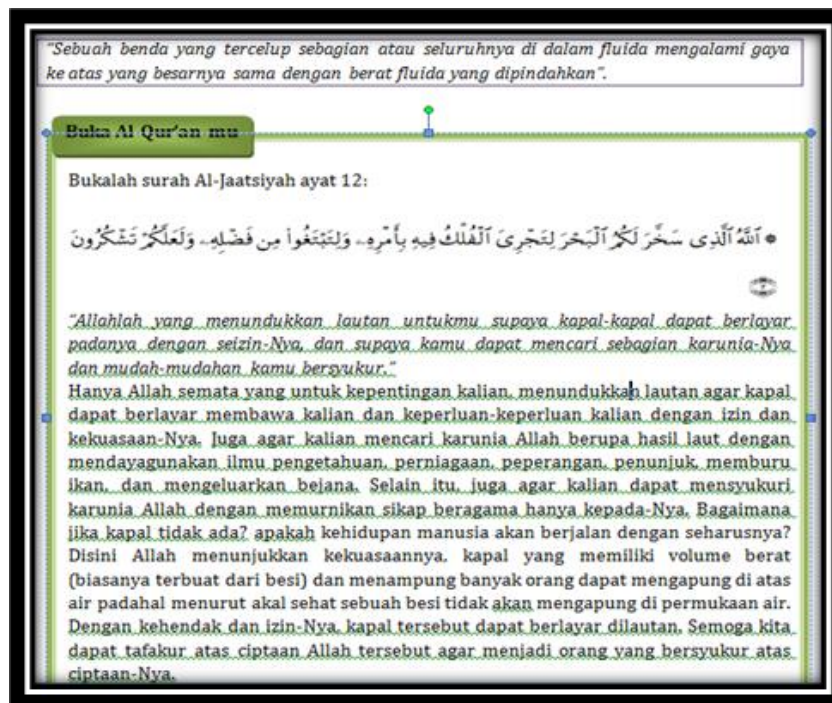 "Sebuah benda yang tercelup sebagian atau seluruhnya di dalam fluida mengalami gaya
ke atas yang besarnya sama dengan berat fluida yang dipindahkan".
Buka Al Qur'an mu
Bukalah surah Al-Jaatsiyah ayat 12:
۞ ٱللَّهُ ٱلَّذِى سَخَّرَ لَكُمُ ٱلْبَحْرَ لِتَجْرِىَ ٱلْفُلْكُ فِيهِ بِأَمْرِهِۦ وَلِتَبْتَغُوا۟ مِن فَضْلِهِۦ وَلَعَلَّكُمْ تَشْكُرُونَ
"Allahlah yang menundukkan lautan untukmu supaya kapal-kapal dapat berlayar
padanya dengan seizin-Nya, dan supaya kamu dapat mencari sebagian karunia-Nya
dan mudah-mudahan kamu bersyukur."
Hanya Allah semata yang untuk kepentingan kalian, menundukkan lautan agar kapal
dapat berlayar membawa kalian dan keperluan-keperluan kalian dengan izin dan
kekuasaan-Nya. Juga agar kalian mencari karunia Allah berupa hasil laut dengan
mendayagunakan ilmu pengetahuan, perniagaan, peperangan, penunjuk, memburu
ikan, dan mengeluarkan bejana. Selain itu, juga agar kalian dapat mensyukuri
karunia Allah dengan memurnikan sikap beragama hanya kepada-Nya. Bagaimana
jika kapal tidak ada? apakah kehidupan manusia akan berjalan dengan seharusnya?
Disini Allah menunjukkan kekuasaannya, kapal yang memiliki volume berat
(biasanya terbuat dari besi) dan menampung banyak orang dapat mengapung di atas
air padahal menurut akal sehat sebuah besi tidak akan mengapung di permukaan air.
Dengan kehendak dan izin-Nya, kapal tersebut dapat berlayar dilautan. Semoga kita
dapat tafakur atas ciptaan Allah tersebut agar menjadi orang yang bersyukur atas
ciptaan-Nya.